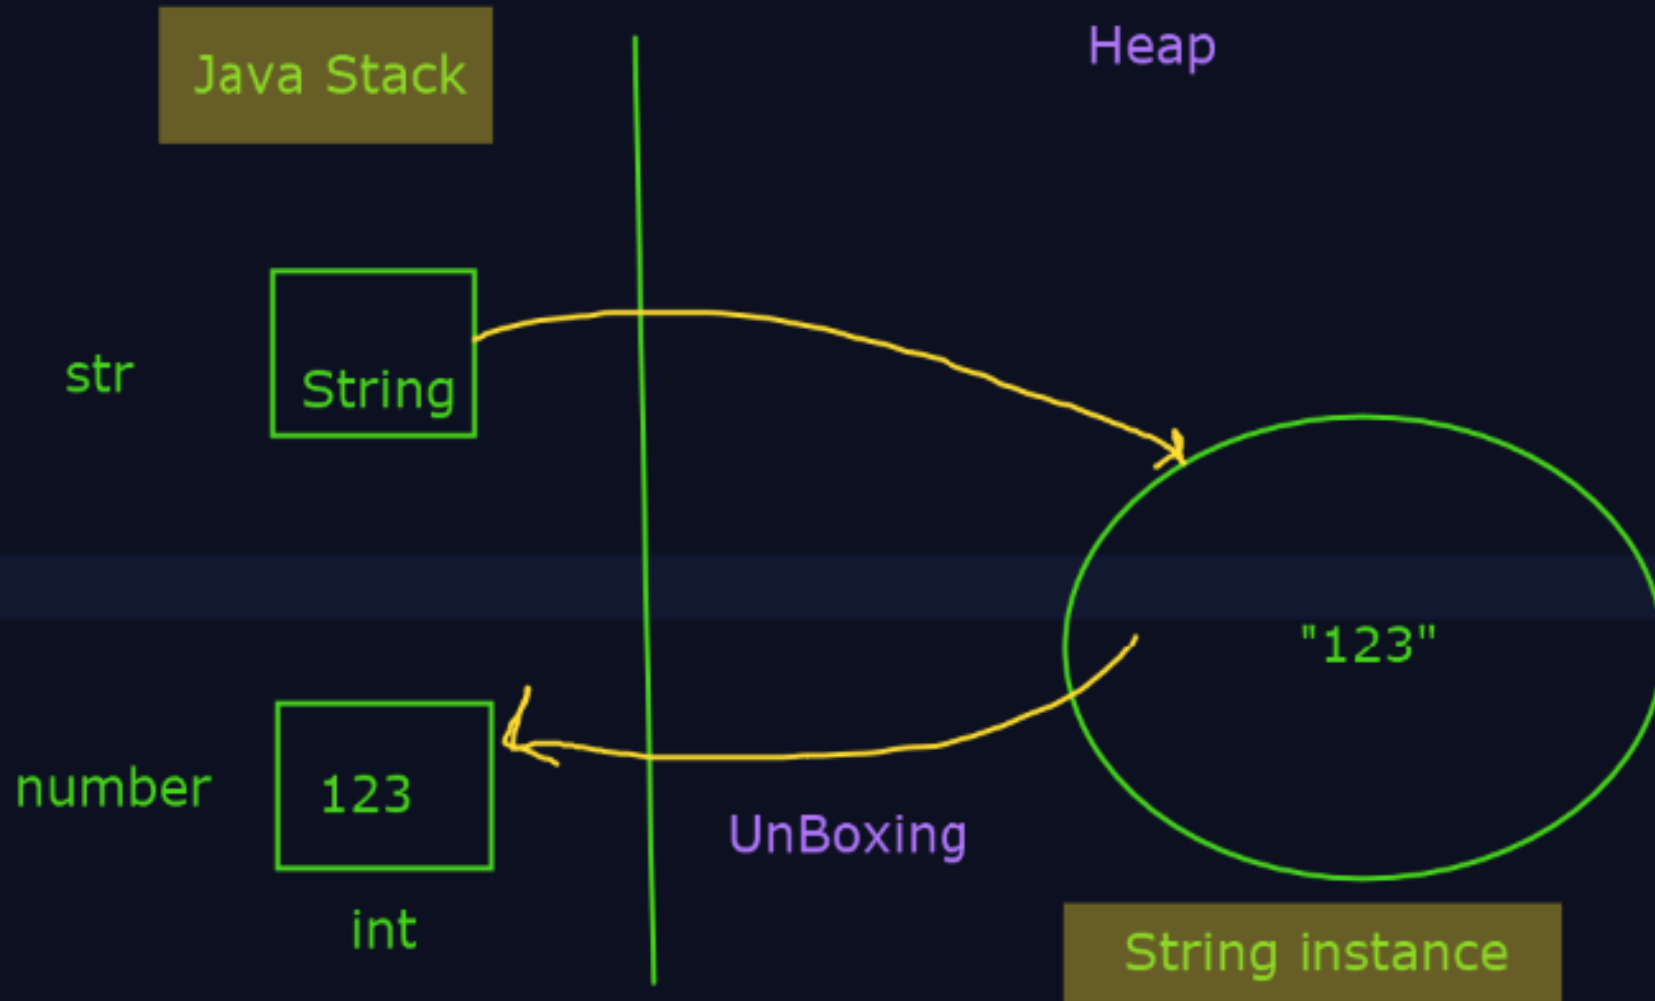 Java Stack
Heap
str
String
"123"
number
123
UnBoxing
int
String instance